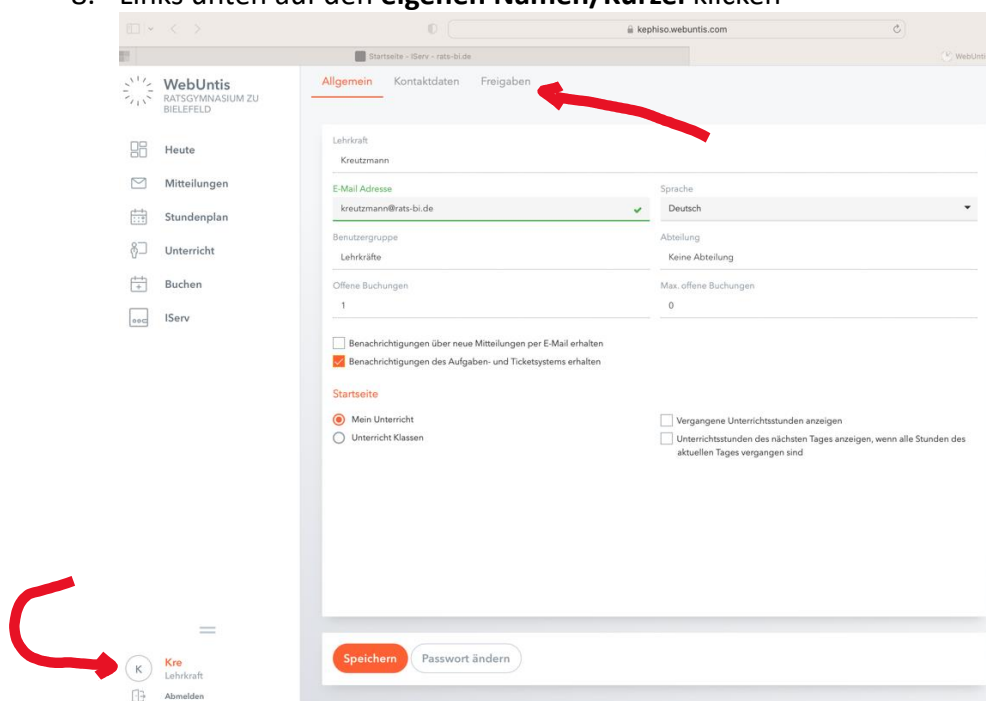 8. Links unten auf den eigenen Namen/Kürzel klicken
kephiso.webuntis.com
Startseite - IServ - rats-bi.de
WebUnti
WebUntis
RATSGYMNASIUM ZU
BIELEFELD
Heute
Mitteilungen
Stundenplan
Unterricht
Buchen
IServ
Allgemein Kontaktdaten Freigaben
Lehrkraft
Kreutzmann
E-Mail Adresse
kreutzmann@rats-bi.de
Sprache
Deutsch
Benutzergruppe
Lehrkräfte
Abteilung
Keine Abteilung
Offene Buchungen
1
Max. offene Buchungen
0
Benachrichtigungen über neue Mitteilungen per E-Mail erhalten
Benachrichtigungen des Aufgaben- und Ticketsystems erhalten
Startseite
Mein Unterricht
Unterricht Klassen
Vergangene Unterrichtsstunden anzeigen
Unterrichtsstunden des nächsten Tages anzeigen, wenn alle Stunden des
aktuellen Tages vergangen sind
Speichern Passwort ändern
K
Kre
Lehrkraft
Abmelden